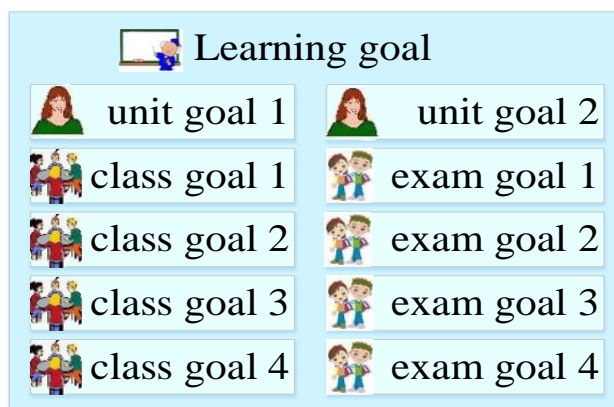 Learning goal
unit goal 1
unit goal 2
class goal 1
exam goal 1
class goal 2
exam goal 2
class goal 3
exam goal 3
class goal 4
exam goal 4